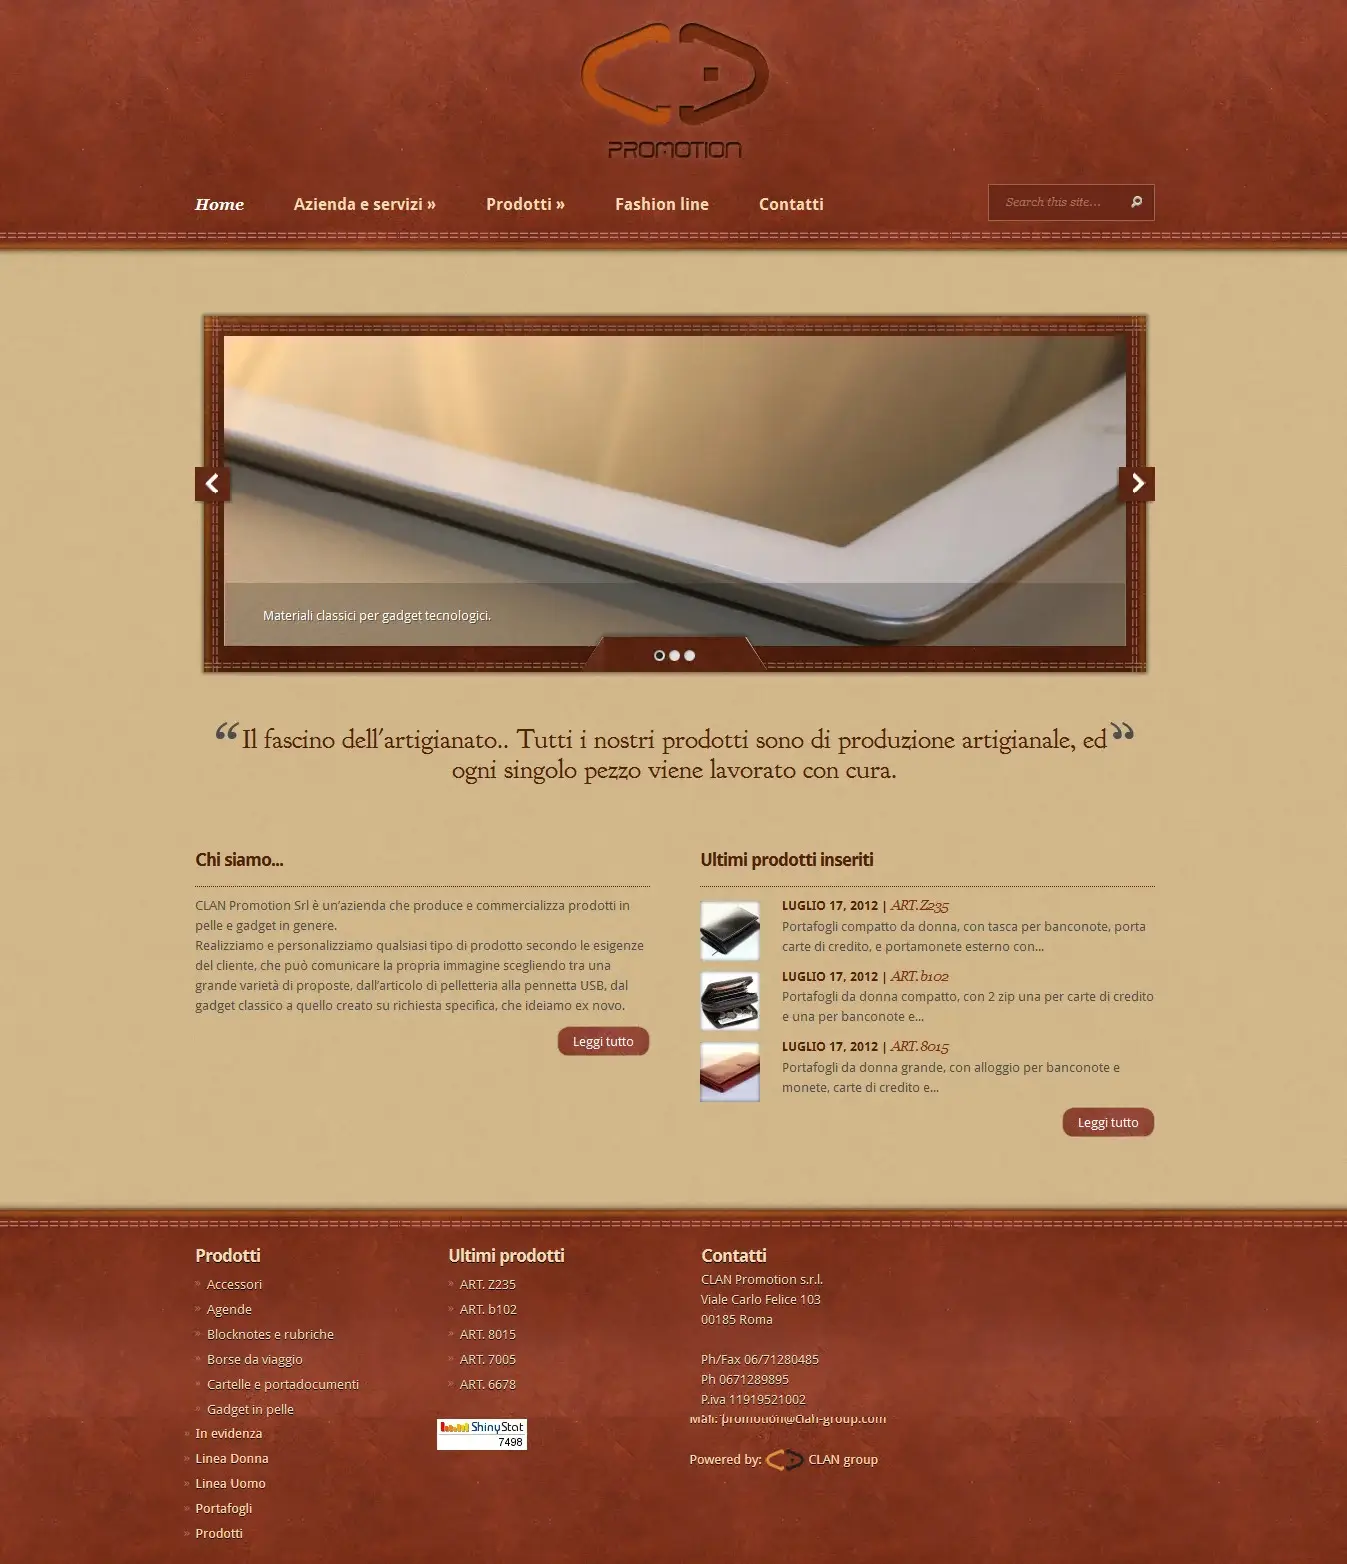 PROMOTION
Home
Azienda e servizi »
Prodotti »
Fashion line
Contatti
Search this site...
Materiali classici per gadget tecnologici.
“Il fascino dell'artigianato.. Tutti i nostri prodotti sono di produzione artigianale, ed”
ogni singolo pezzo viene lavorato con cura.
Chi siamo...
CLAN Promotion Srl è un'azienda che produce e commercializza prodotti in
pelle e gadget in genere.
Realizziamo e personalizziamo qualsiasi tipo di prodotto secondo le esigenze
del cliente, che può comunicare la propria immagine scegliendo tra una
grande varietà di proposte, dall'articolo di pelletteria alla pennetta USB, dal
gadget classico a quello creato su richiesta specifica, che ideiamo ex novo.
Leggi tutto
Ultimi prodotti inseriti
LUGLIO 17, 2012 | ART. Z235
Portafogli compatto da donna, con tasca per banconote, porta
carte di credito, e portamonete esterno con...
LUGLIO 17, 2012 | ART. b102
Portafogli da donna compatto, con 2 zip una per carte di credito
e una per banconote e...
LUGLIO 17, 2012 | ART. 8015
Portafogli da donna grande, con alloggio per banconote e
monete, carte di credito e...
Leggi tutto
Prodotti
» Accessori
» Agende
» Blocknotes e rubriche
» Borse da viaggio
» Cartelle e portadocumenti
» Gadget in pelle
» In evidenza
» Linea Donna
» Linea Uomo
» Portafogli
» Prodotti
Ultimi prodotti
» ART. Z235
» ART. b102
» ART. 8015
» ART. 7005
» ART. 6678
ShinyStat
7498
Contatti
CLAN Promotion s.r.l.
Viale Carlo Felice 103
00185 Roma
Ph/Fax 06/71280485
Ph 0671289895
P.iva 11919521002
Mail: promotion@clan-group.com
Powered by: CLAN group